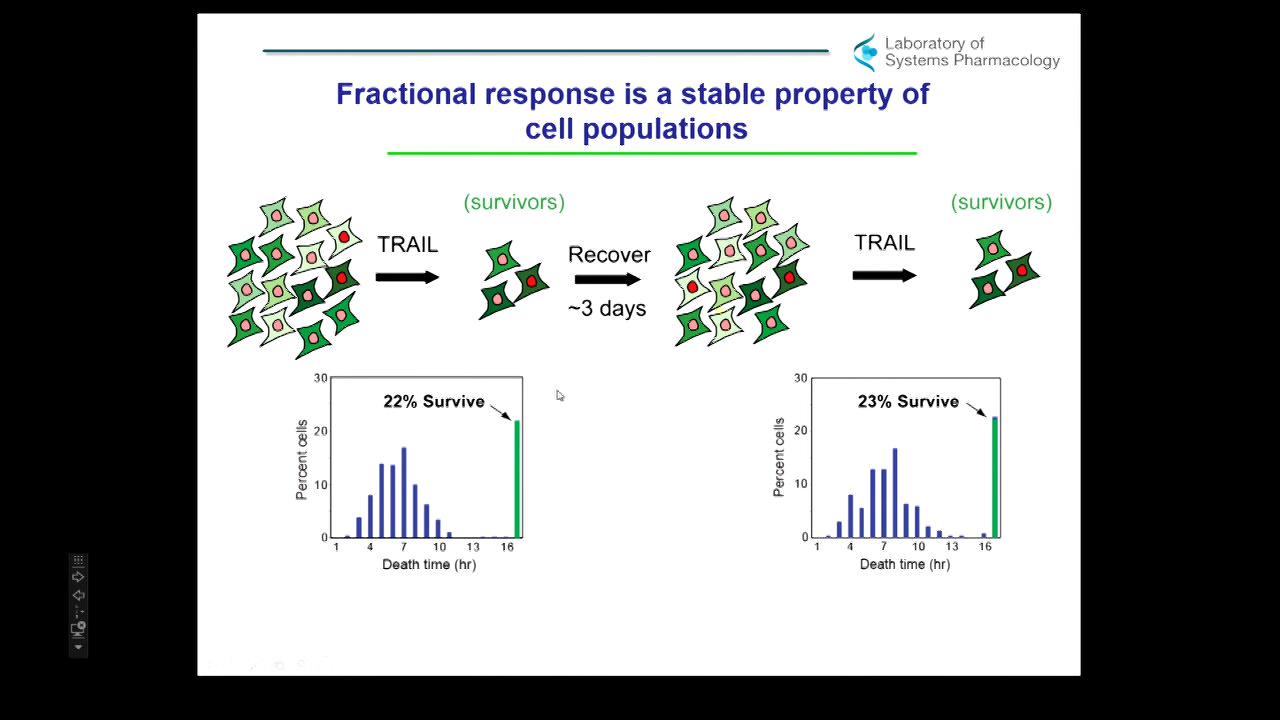 Laboratory of
Systems Pharmacology
Fractional response is a stable property of
cell populations
(survivors)
(survivors)
TRAIL
Recover
~3 days
TRAIL
30
20
10
0
Percent cells
22% Survive
1 4 7 10 13 16
Death time (hr)
30
20
10
0
Percent cells
23% Survive
1 4 7 10 13 16
Death time (hr)